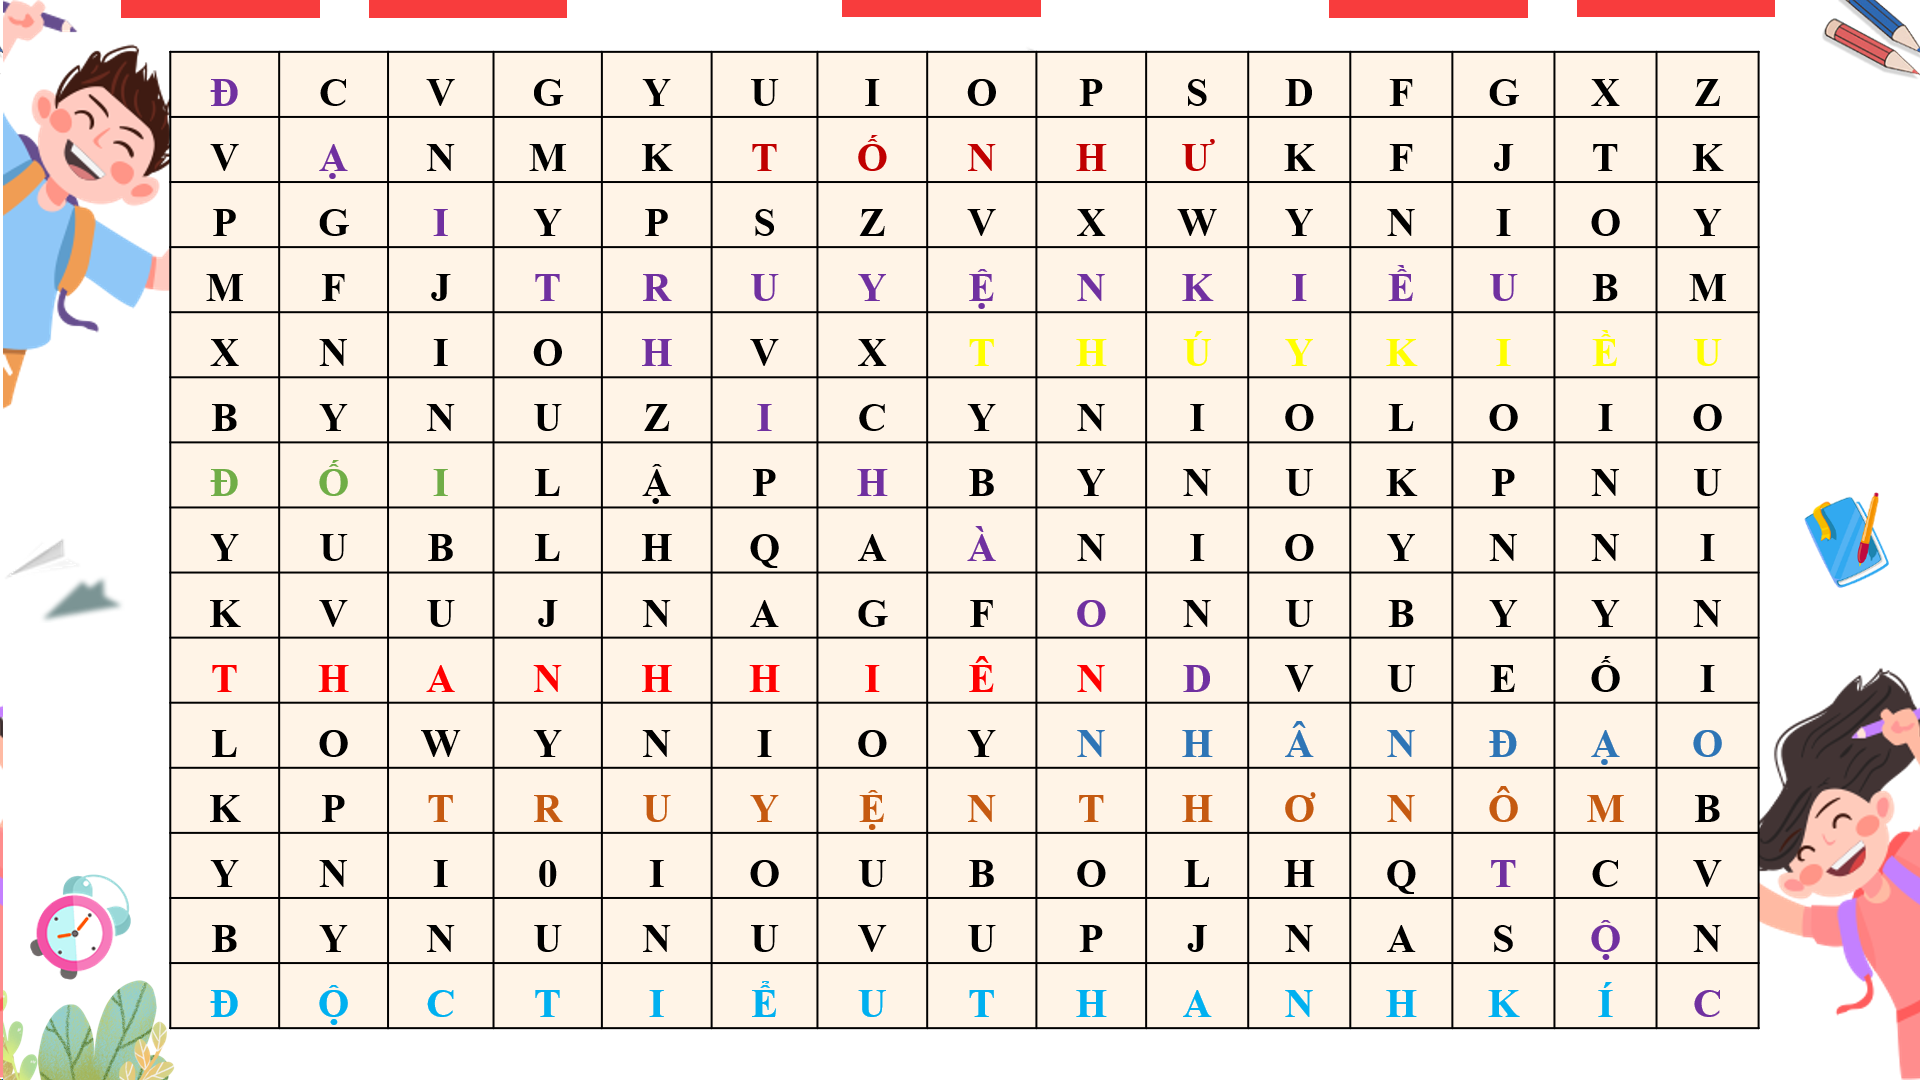 Đ C V G Y U I O P S D F G X Z
V Ạ N M K T Ố N H Ư K F J T K
P G I Y P S Z V X W Y N I O Y
M F J T R U Y Ệ N K I Ề U B M
X N I O H V X T H Ú Y K I Ề U
B Y N U Z I C Y N I O L O I O
Đ Ố I L Ậ P H B Y N U K P N U
Y U B L H Q A À N I O Y N N I
K V U J N A G F O N U B Y Y N
T H A N H H I Ê N D V U E Ố I
L O W Y N I O Y N H Â N Đ Ạ O
K P T R U Y Ệ N T H Ơ N Ô M B
Y N I 0 I O U B O L H Q T C V
B Y N U N U V U P J N A S Ộ N
Đ Ộ C T I Ể U T H A N H K Í C